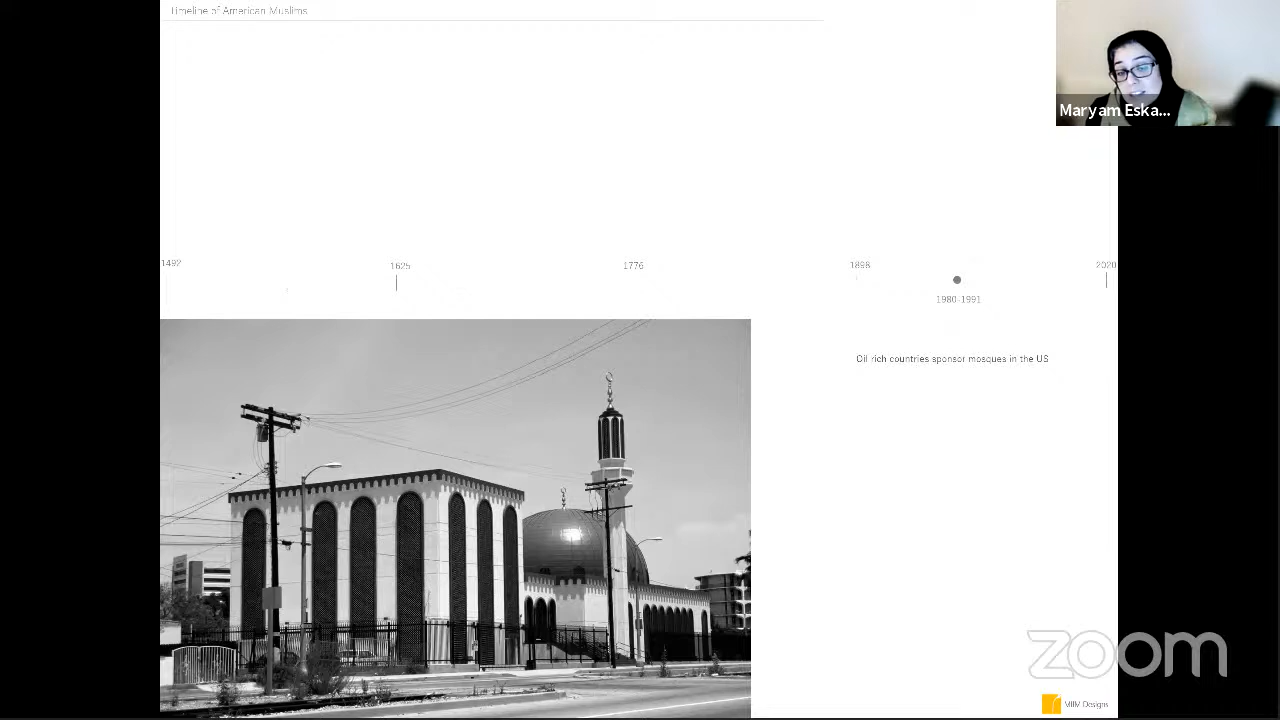 Timeline of American Muslims
Maryam Eska...
1492
1625
1776
1898
2020
1980-1991
Oil rich countries sponsor mosques in the US
zoom
MIIM Designs